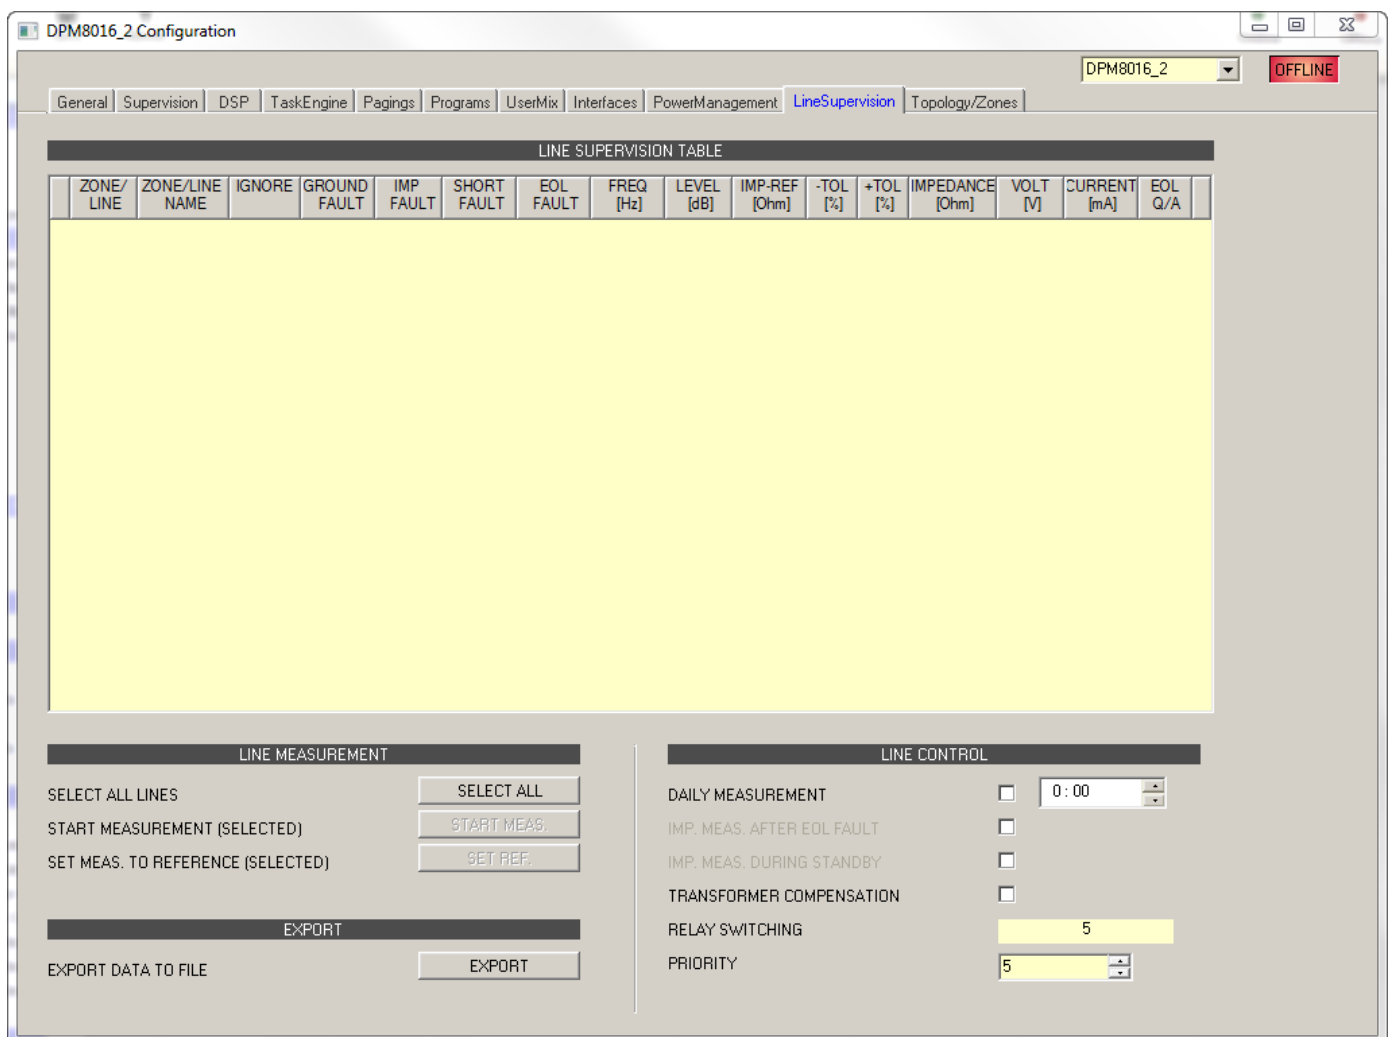 DPM8016_2 Configuration
DPM8016_2
OFFLINE
General Supervision DSP TaskEngine Pagings Programs UserMix Interfaces PowerManagement LineSupervision Topology/Zones
LINE SUPERVISION TABLE
ZONE/ ZONE/LINE IGNORE GROUND IMP SHORT EOL FREQ LEVEL IMP-REF -TOL +TOL IMPEDANCE VOLT CURRENT EOL
LINE NAME FAULT FAULT FAULT FAULT [Hz] [dB] [Ohm] [%] [%] [Ohm] [V] [mA] Q/A
LINE MEASUREMENT
SELECT ALL LINES SELECT ALL
START MEASUREMENT (SELECTED) START MEAS.
SET MEAS. TO REFERENCE (SELECTED) SET REF.
EXPORT
EXPORT DATA TO FILE EXPORT
LINE CONTROL
DAILY MEASUREMENT 0:00
IMP. MEAS. AFTER EOL FAULT
IMP. MEAS. DURING STANDBY
TRANSFORMER COMPENSATION
RELAY SWITCHING 5
PRIORITY 5